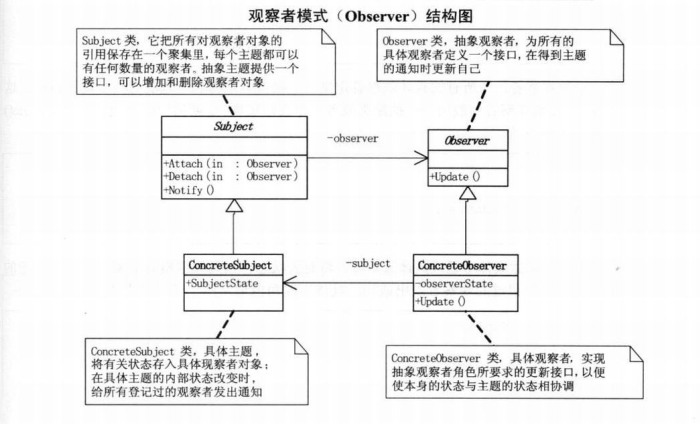 观察者模式（Observer）结构图
Subject 类，它把所有对观察者对象的
引用保存在一个聚集里，每个主题都可以
有任何数量的观察者。抽象主题提供一个
接口，可以增加和删除观察者对象
Observer 类，抽象观察者，为所有的
具体观察者定义一个接口，在得到主题
的通知时更新自己
Subject
+Attach(in : Observer)
+Detach(in : Observer)
+Notify()
-observer
Observer
+Update()
ConcreteSubject
+SubjectState
-subject
ConcreteObserver
-observerState
+Update()
ConcreteSubject 类，具体主题，
将有关状态存入具体现察者对象；
在具体主题的内部状态改变时，
给所有登记过的观察者发出通知
ConcreteObserver 类，具体观察者，实现
抽象观察者角色所要求的更新接口，以便
使本身的状态与主题的状态相协调